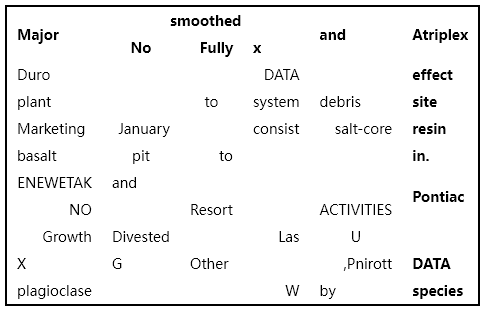 smoothed
Major and Atriplex
No Fully x
Duro DATA effect
plant to system debris site
Marketing January consist salt-core resin
basalt pit to in.
ENEWETAK and
Pontiac
NO Resort ACTIVITIES
Growth Divested Las U
X G Other ,Pnirott DATA
plagioclase W by species